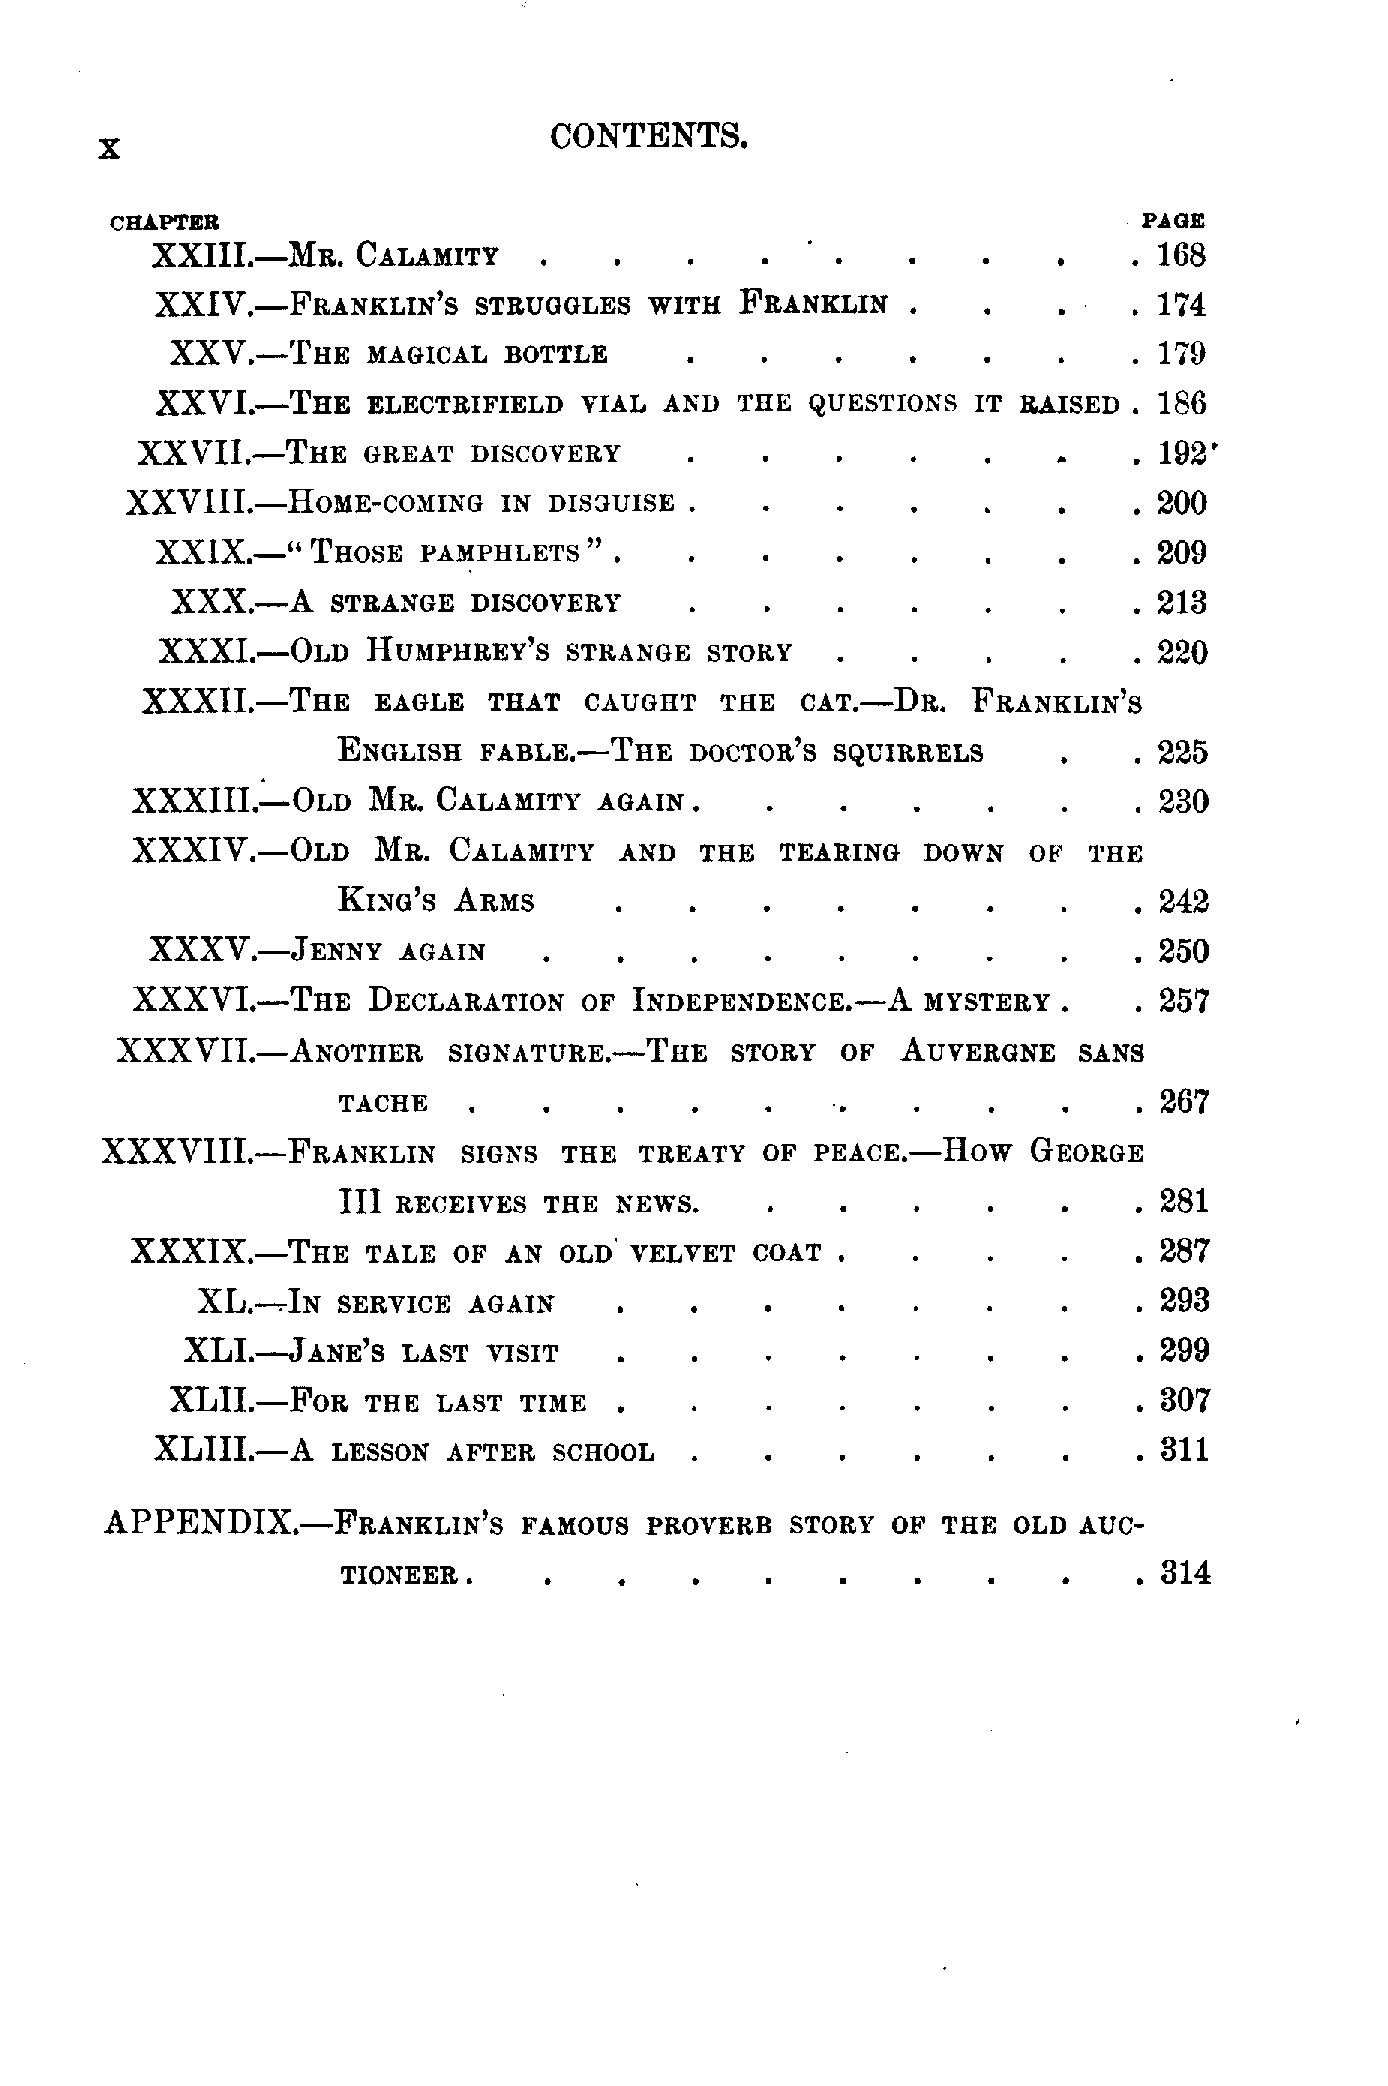 x
CONTENTS.
CHAPTER PAGE
XXIII.—Mr. Calamity . . . . . . . . . 168
XXIV.—Franklin's struggles with Franklin . . . . 174
XXV.—The magical bottle . . . . . . . 179
XXVI.—The electrifield vial and the questions it raised . 186
XXVII.—The great discovery . . . . . . . 192
XXVIII.—Home-coming in disguise . . . . . . . 200
XXIX.—"Those pamphlets" . . . . . . . . 209
XXX.—A strange discovery . . . . . . . 213
XXXI.—Old Humphrey's strange story . . . . . 220
XXXII.—The eagle that caught the cat.—Dr. Franklin's
English fable.—The doctor's squirrels . . 225
XXXIII.—Old Mr. Calamity again . . . . . . . 230
XXXIV.—Old Mr. Calamity and the tearing down of the
King's Arms . . . . . . . . 242
XXXV.—Jenny again . . . . . . . . . 250
XXXVI.—The Declaration of Independence.—A mystery . . 257
XXXVII.—Another signature.—The story of Auvergne sans
tache . . . . . . . . . . 267
XXXVIII.—Franklin signs the treaty of peace.—How George
III receives the news. . . . . . . 281
XXXIX.—The tale of an old velvet coat . . . . . 287
XL.—In service again . . . . . . . . 293
XLI.—Jane's last visit . . . . . . . . 299
XLII.—For the last time . . . . . . . . 307
XLIII.—A lesson after school . . . . . . . 311
APPENDIX.—Franklin's famous proverb story of the old auc-
tioneer . . . . . . . . . . 314